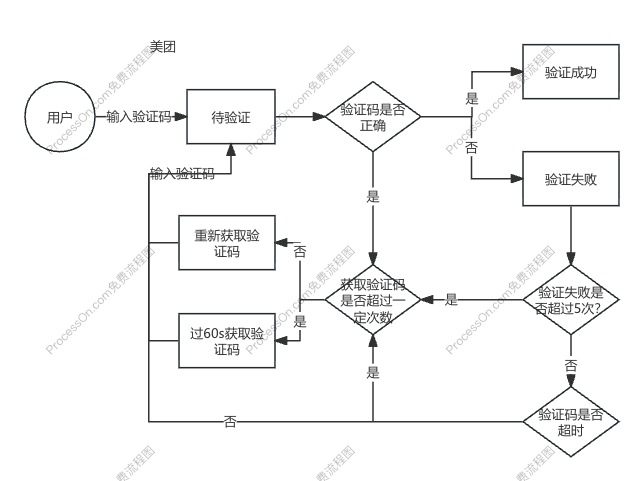 美团
用户
输入验证码
待验证
验证码是否
正确
是
否
验证成功
验证失败
输入验证码
是
重新获取验
证码
否
获取验证码
是否超过一
定次数
是
验证失败是
否超过5次?
过60s获取验
证码
是
是
否
否
验证码是否
超时
ProcessOn.com免费流程图
ProcessOn.com免费流程图
ProcessOn.com免费流程图
ProcessOn.com免费流程图
ProcessOn.com免费流程图
ProcessOn.com免费流程图
费流程图
费流程图
费流程图